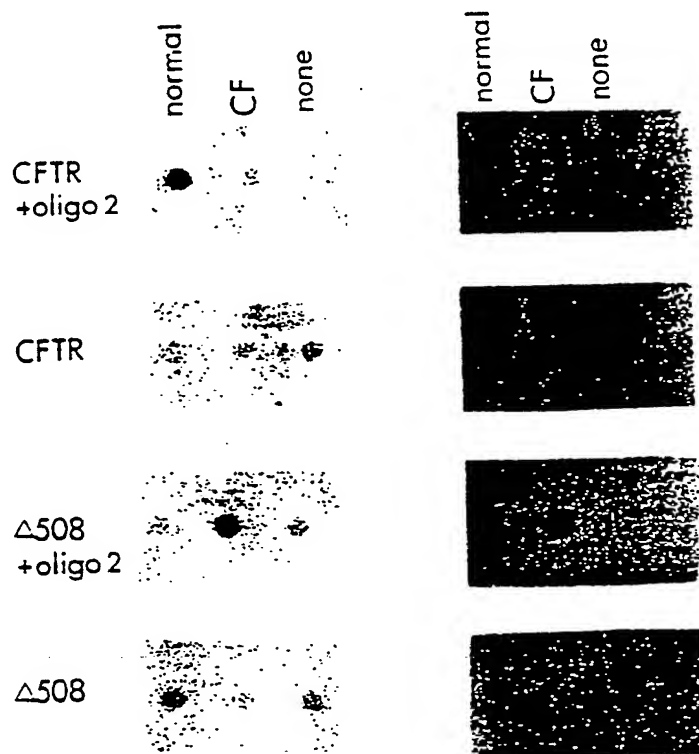 normal CF none normal CF none
CFTR
+oligo 2
CFTR
Δ508
+oligo 2
Δ508